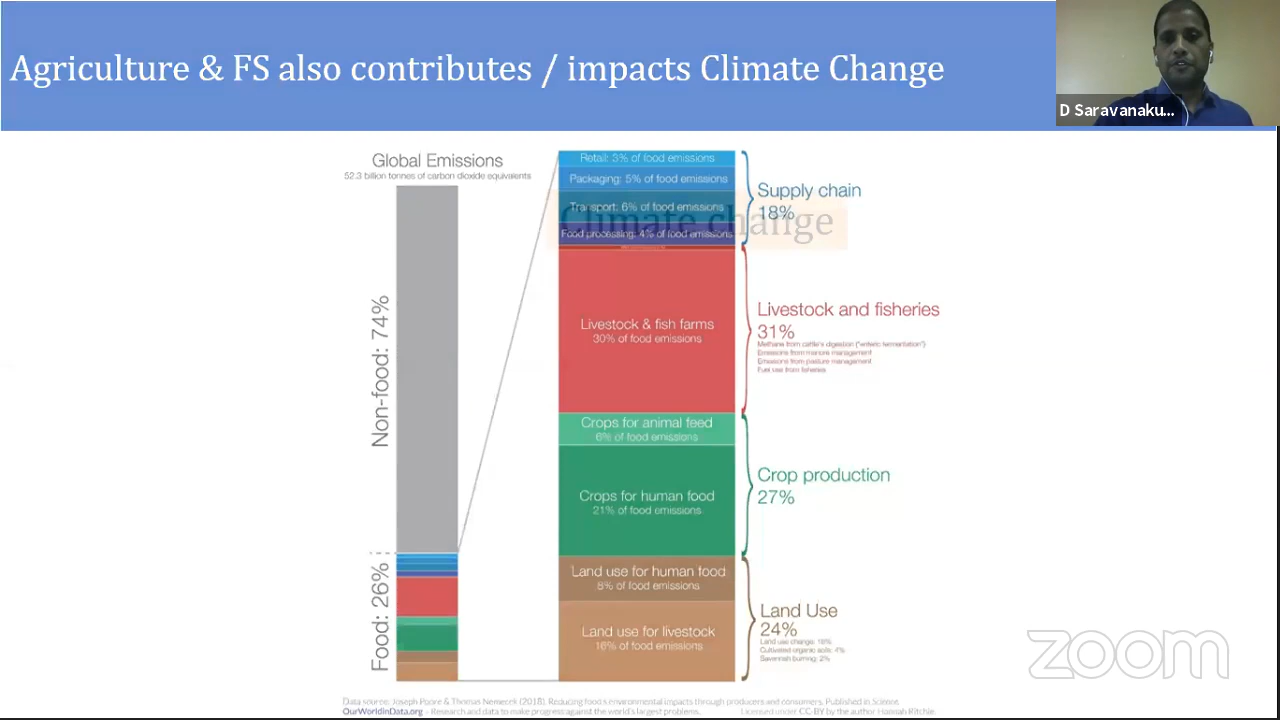 Agriculture & FS also contributes / impacts Climate Change
D Saravanaku...
Global Emissions
52.3 billion tonnes of carbon dioxide equivalents
Non-food: 74%
Food: 26%
Retail: 3% of food emissions
Packaging: 5% of food emissions
Transport: 6% of food emissions
Climate change
Food processing: 4% of food emissions
Supply chain
18%
Livestock & fish farms
30% of food emissions
Livestock and fisheries
31%
Methane from cattle's digestion ("enteric fermentation")
Emissions from manure management
Emissions from pasture management
Fuel use from fisheries
Crops for animal feed
6% of food emissions
Crops for human food
21% of food emissions
Crop production
27%
Land use for human food
8% of food emissions
Land use for livestock
16% of food emissions
Land Use
24%
Land use change: 18%
Cultivated organic soils: 4%
Savannah burning: 2%
zoom
Data source: Joseph Poore & Thomas Nemecek (2018). Reducing food's environmental impacts through producers and consumers. Published in Science.
OurWorldinData.org – Research and data to make progress against the world's largest problems. Licensed under CC-BY by the author Hannah Ritchie.